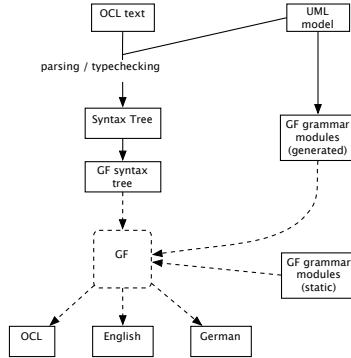 OCL text
UML
model
parsing / typechecking
Syntax Tree
GF grammar
modules
(generated)
GF syntax
tree
GF
GF grammar
modules
(static)
OCL
English
German